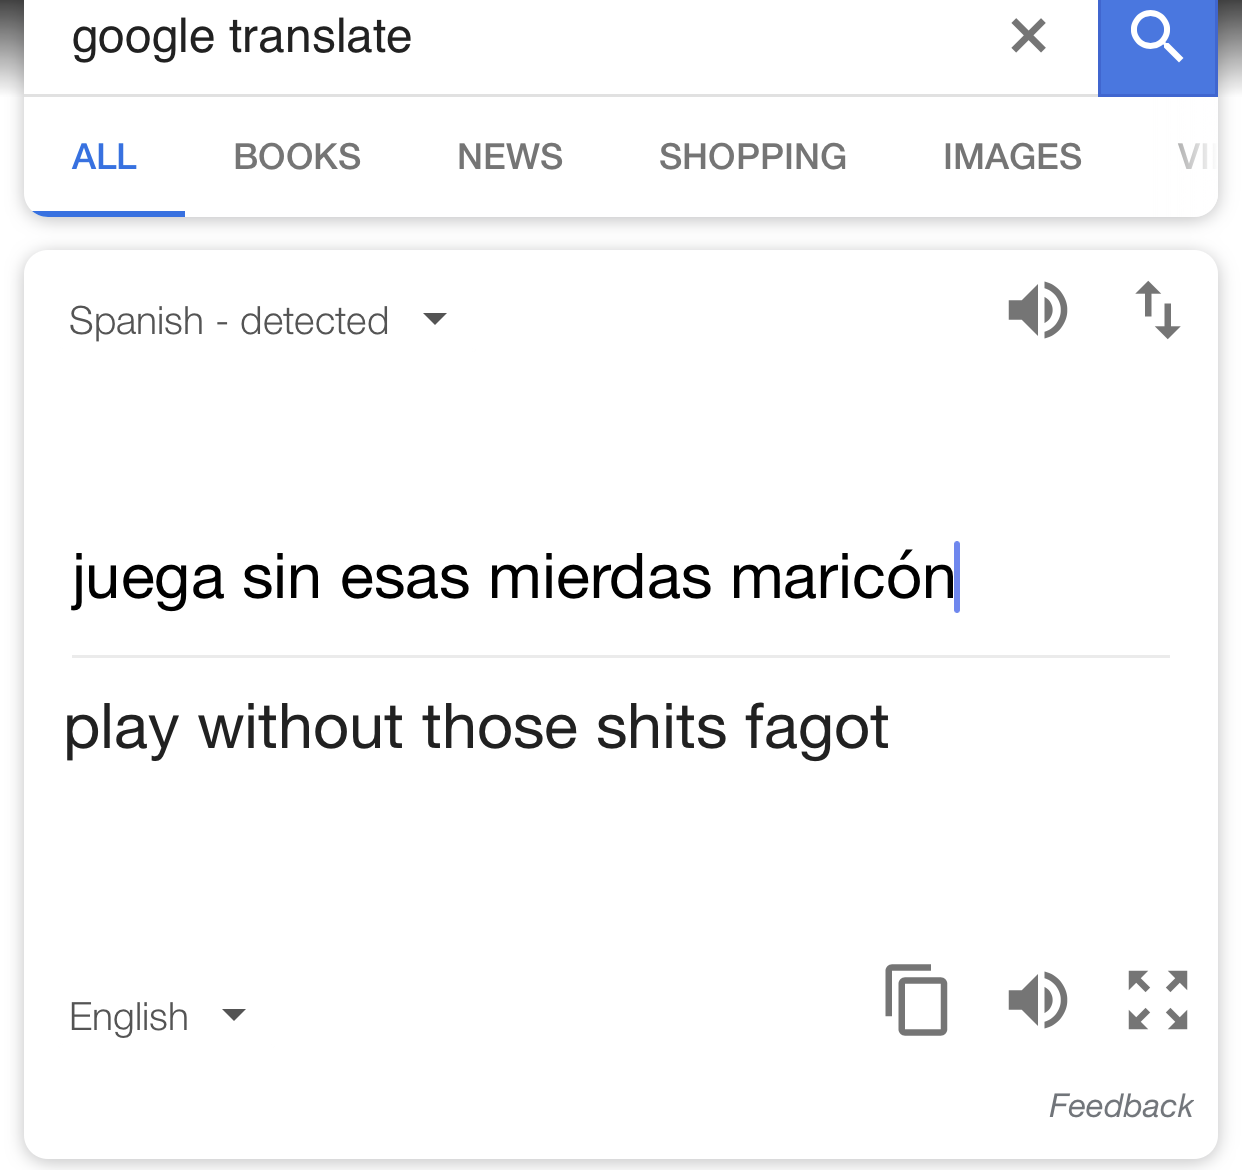 google translate
ALL BOOKS NEWS SHOPPING IMAGES
Spanish - detected
juega sin esas mierdas maricón
play without those shits fagot
English
Feedback